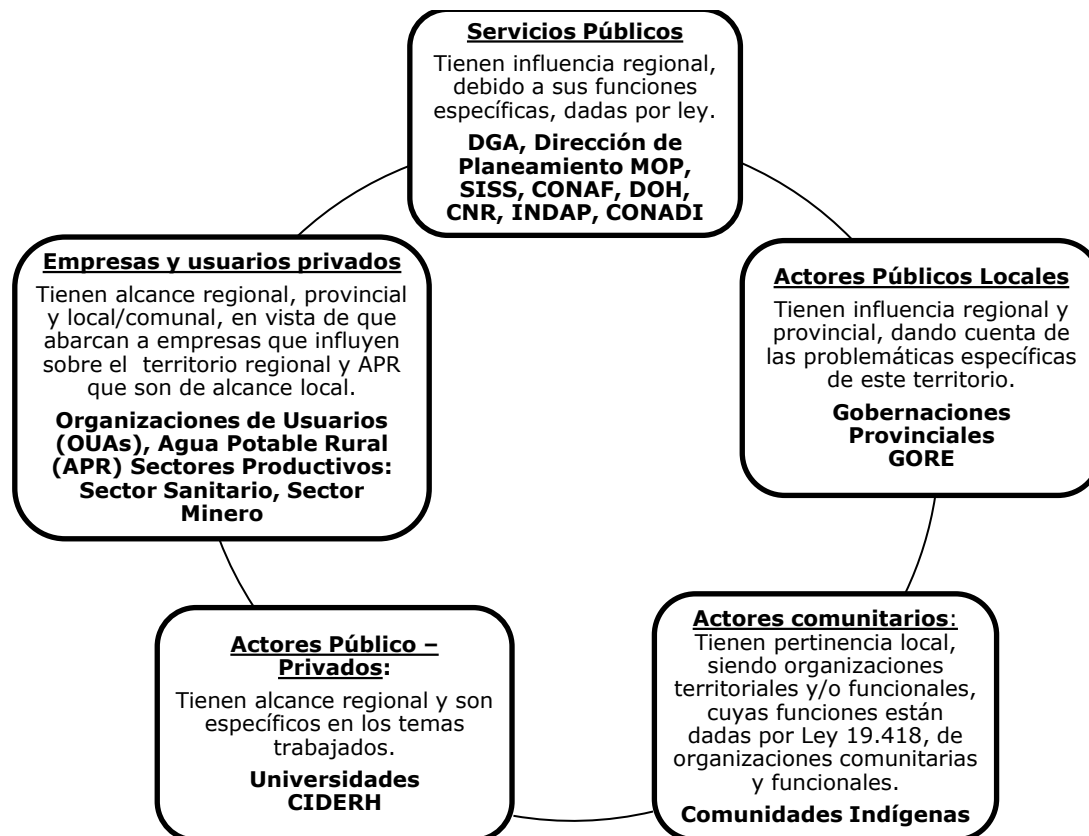 Servicios Públicos
Tienen influencia regional,
debido a sus funciones
específicas, dadas por ley.
DGA, Dirección de
Planeamiento MOP,
SISS, CONAF, DOH,
CNR, INDAP, CONADI
Empresas y usuarios privados
Tienen alcance regional, provincial
y local/comunal, en vista de que
abarcan a empresas que influyen
sobre el territorio regional y APR
que son de alcance local.
Organizaciones de Usuarios
(OUAs), Agua Potable Rural
(APR) Sectores Productivos:
Sector Sanitario, Sector
Minero
Actores Públicos Locales
Tienen influencia regional y
provincial, dando cuenta de
las problemáticas específicas
de este territorio.
Gobernaciones
Provinciales
GORE
Actores Público –
Privados:
Tienen alcance regional y son
específicos en los temas
trabajados.
Universidades
CIDERH
Actores comunitarios:
Tienen pertinencia local,
siendo organizaciones
territoriales y/o funcionales,
cuyas funciones están
dadas por Ley 19.418, de
organizaciones comunitarias
y funcionales.
Comunidades Indígenas